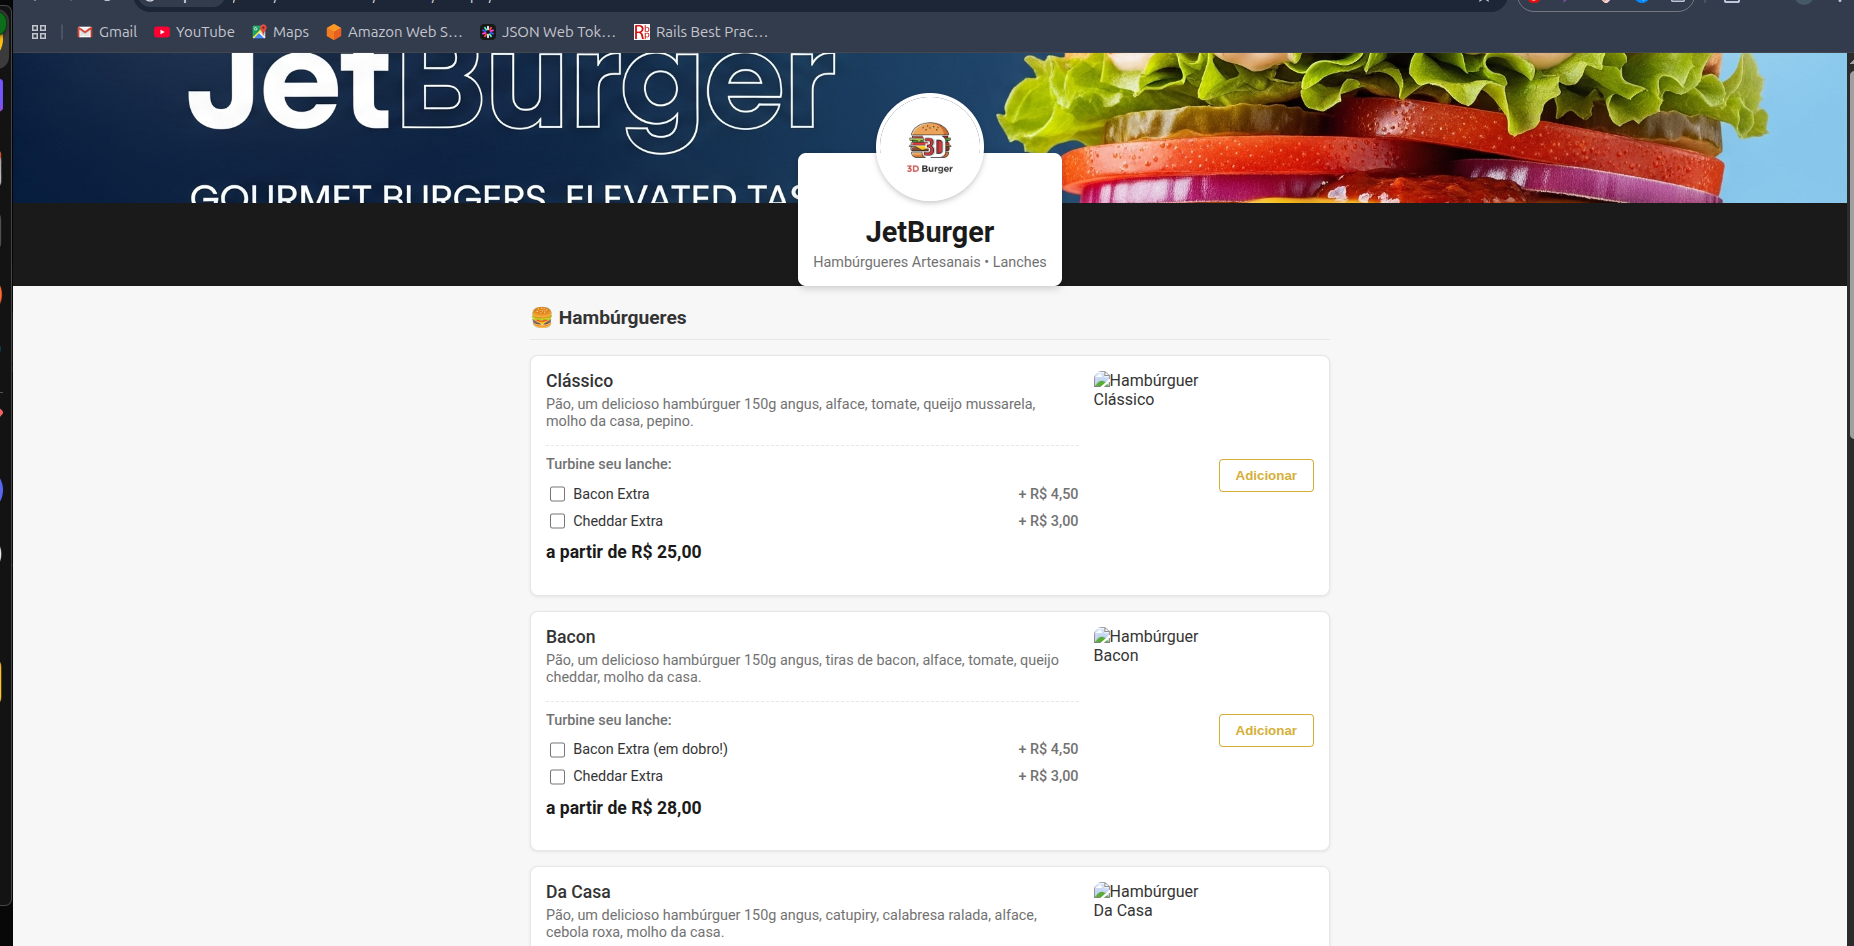 Gmail
YouTube
Maps
Amazon Web S...
JSON Web Tok...
Rails Best Prac...
JetBurger
GOURMET BURGERS. ELEVATED TAS
3D
3D Burger
JetBurger
Hambúrgueres Artesanais • Lanches
🍔 Hambúrgueres
Clássico
Pão, um delicioso hambúrguer 150g angus, alface, tomate, queijo mussarela,
molho da casa, pepino.
Hambúrguer
Clássico
Turbine seu lanche:
Bacon Extra + R$ 4,50
Cheddar Extra + R$ 3,00
a partir de R$ 25,00
Adicionar
Bacon
Pão, um delicioso hambúrguer 150g angus, tiras de bacon, alface, tomate, queijo
cheddar, molho da casa.
Hambúrguer
Bacon
Turbine seu lanche:
Bacon Extra (em dobro!) + R$ 4,50
Cheddar Extra + R$ 3,00
a partir de R$ 28,00
Adicionar
Da Casa
Pão, um delicioso hambúrguer 150g angus, catupiry, calabresa ralada, alface,
cebola roxa, molho da casa.
Hambúrguer
Da Casa